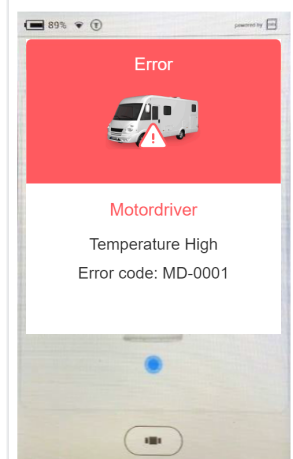 89%
powered by
Error
Motordriver
Temperature High
Error code: MD-0001